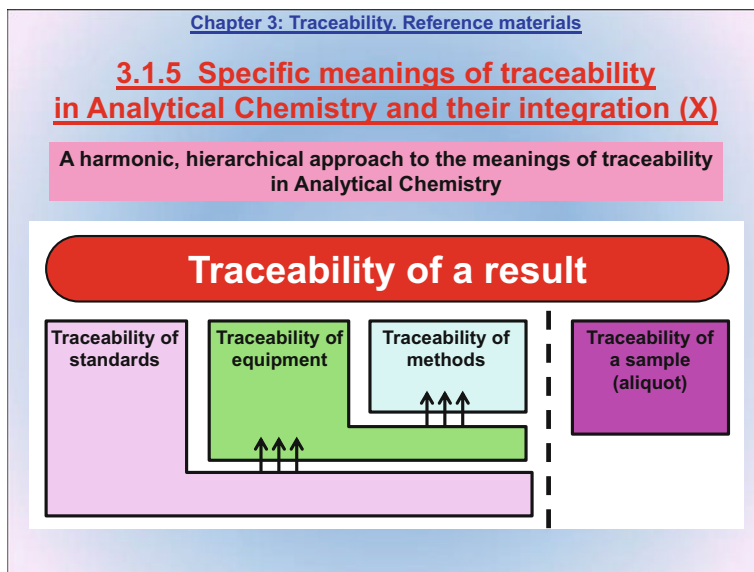 Chapter 3: Traceability. Reference materials
3.1.5 Specific meanings of traceability
in Analytical Chemistry and their integration (X)
A harmonic, hierarchical approach to the meanings of traceability
in Analytical Chemistry
Traceability of a result
Traceability of
standards
Traceability of
equipment
Traceability of
methods
Traceability of
a sample
(aliquot)